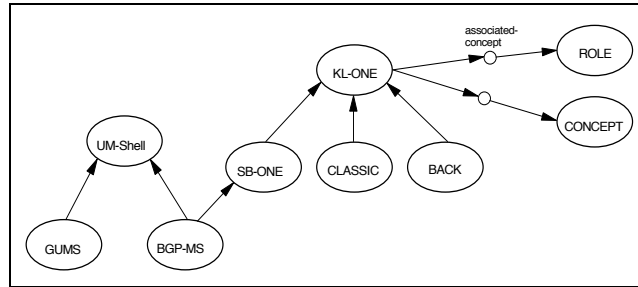 associated-
concept
ROLE
KL-ONE
CONCEPT
UM-Shell
SB-ONE
CLASSIC
BACK
GUMS
BGP-MS